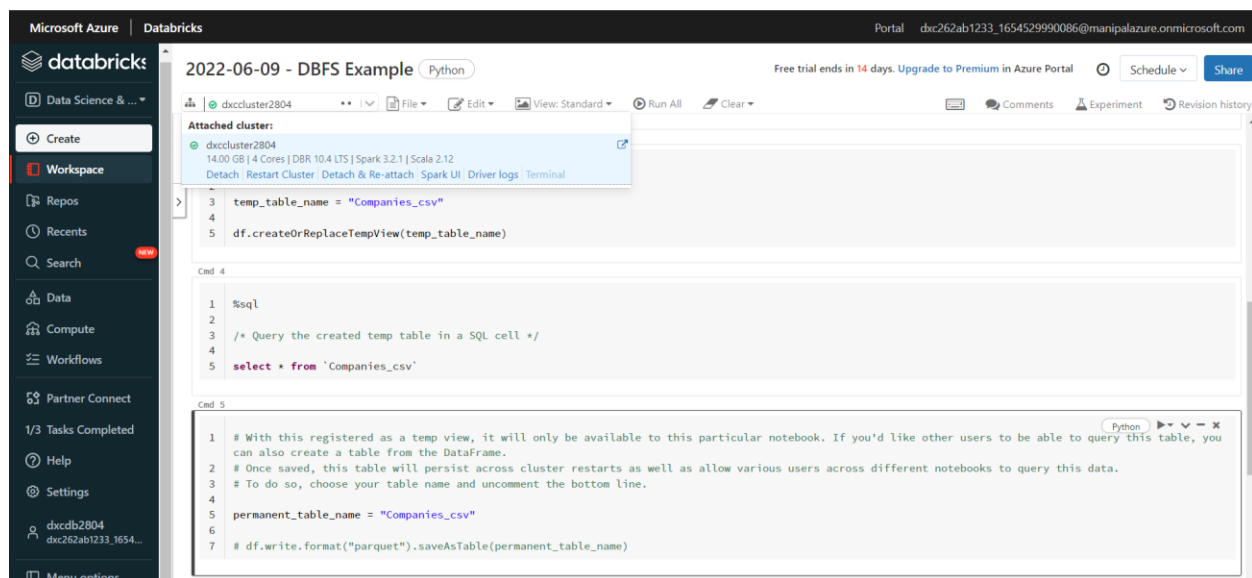 Microsoft Azure | Databricks Portal dxc262ab1233_1654529990086@manipalazure.onmicrosoft.com
databricks
Data Science & ...
Create
Workspace
Repos
Recents
Search
NEW
Data
Compute
Workflows
Partner Connect
1/3 Tasks Completed
Help
Settings
dxcdb2804
dxc262ab1233_1654...
Menu options
2022-06-09 - DBFS Example Python
Free trial ends in 14 days. Upgrade to Premium in Azure Portal Schedule Share
dxccluster2804 File Edit View: Standard Run All Clear Comments Experiment Revision history
Attached cluster:
dxccluster2804
14.00 GB | 4 Cores | DBR 10.4 LTS | Spark 3.2.1 | Scala 2.12
Detach Restart Cluster Detach & Re-attach Spark UI Driver logs Terminal
2
3 temp_table_name = "Companies_csv"
4
5 df.createOrReplaceTempView(temp_table_name)
Cmd 4
1 %sql
2
3 /* Query the created temp table in a SQL cell */
4
5 select * from `Companies_csv`
Cmd 5
Python
1 # With this registered as a temp view, it will only be available to this particular notebook. If you'd like other users to be able to query this table, you
can also create a table from the DataFrame.
2 # Once saved, this table will persist across cluster restarts as well as allow various users across different notebooks to query this data.
3 # To do so, choose your table name and uncomment the bottom line.
4
5 permanent_table_name = "Companies_csv"
6
7 # df.write.format("parquet").saveAsTable(permanent_table_name)